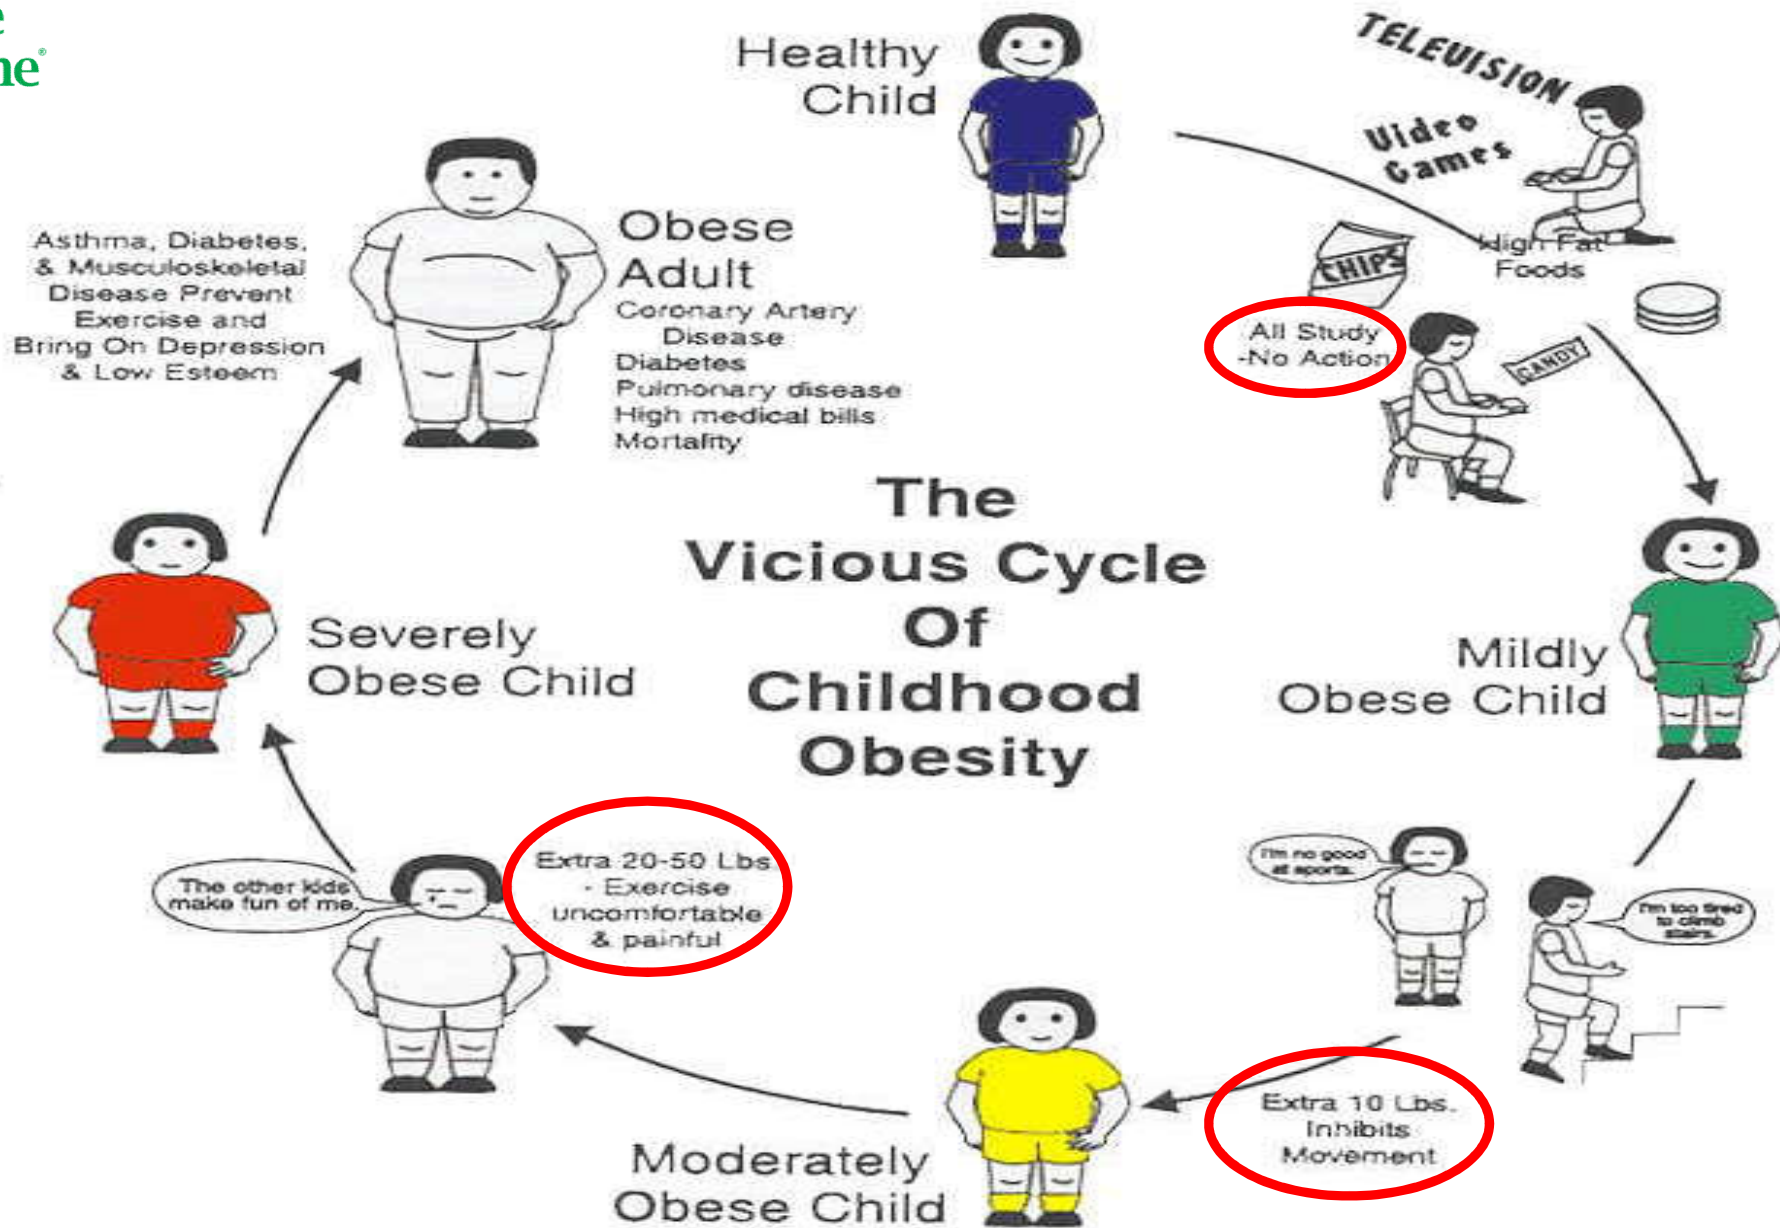 e
ne®
Healthy
Child
TELEVISION
Video
Games
High Fat
Foods
CHIPS
All Study
-No Action
CANDY
Mildly
Obese Child
I'm no good
at sports.
I'm too tired
to climb
stairs.
Extra 10 Lbs.
Inhibits
Movement
Moderately
Obese Child
Extra 20-50 Lbs
- Exercise
uncomfortable
& painful
The other kids
make fun of me.
Severely
Obese Child
Asthma, Diabetes,
& Musculoskeletal
Disease Prevent
Exercise and
Bring On Depression
& Low Esteem
Obese
Adult
Coronary Artery
Disease
Diabetes
Pulmonary disease
High medical bills
Mortality
The
Vicious Cycle
Of
Childhood
Obesity